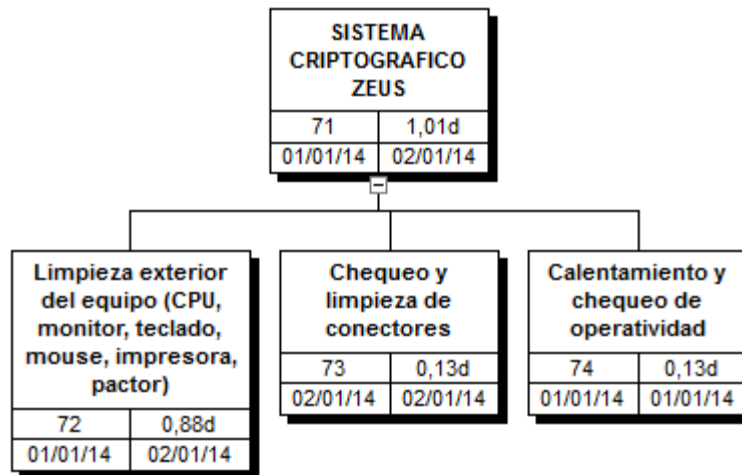 SISTEMA
CRIPTOGRAFICO
ZEUS
71 1,01d
01/01/14 02/01/14
Limpieza exterior
del equipo (CPU,
monitor, teclado,
mouse, impresora,
pactor)
72 0,88d
01/01/14 02/01/14
Chequeo y
limpieza de
conectores
73 0,13d
02/01/14 02/01/14
Calentamiento y
chequeo de
operatividad
74 0,13d
01/01/14 01/01/14